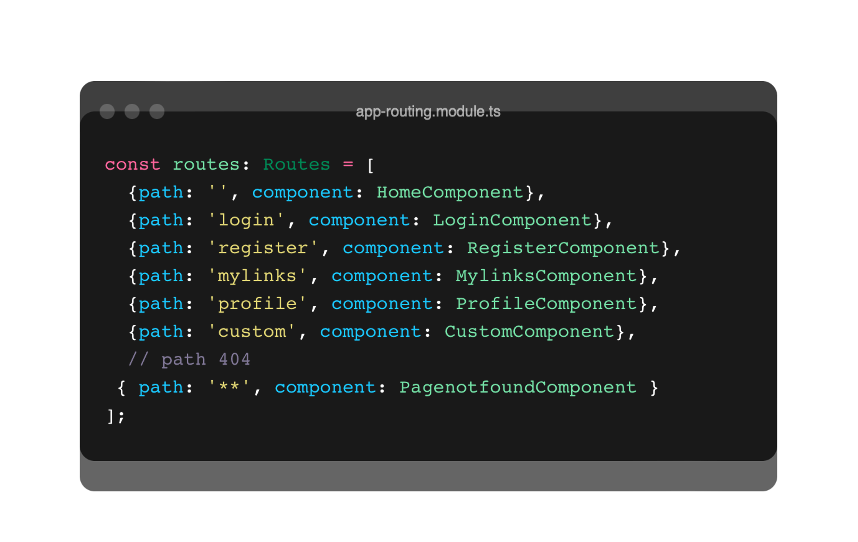 app-routing.module.ts
const routes: Routes = [
  {path: '', component: HomeComponent},
  {path: 'login', component: LoginComponent},
  {path: 'register', component: RegisterComponent},
  {path: 'mylinks', component: MylinksComponent},
  {path: 'profile', component: ProfileComponent},
  {path: 'custom', component: CustomComponent},
  // path 404
 { path: '**', component: PagenotfoundComponent }
];